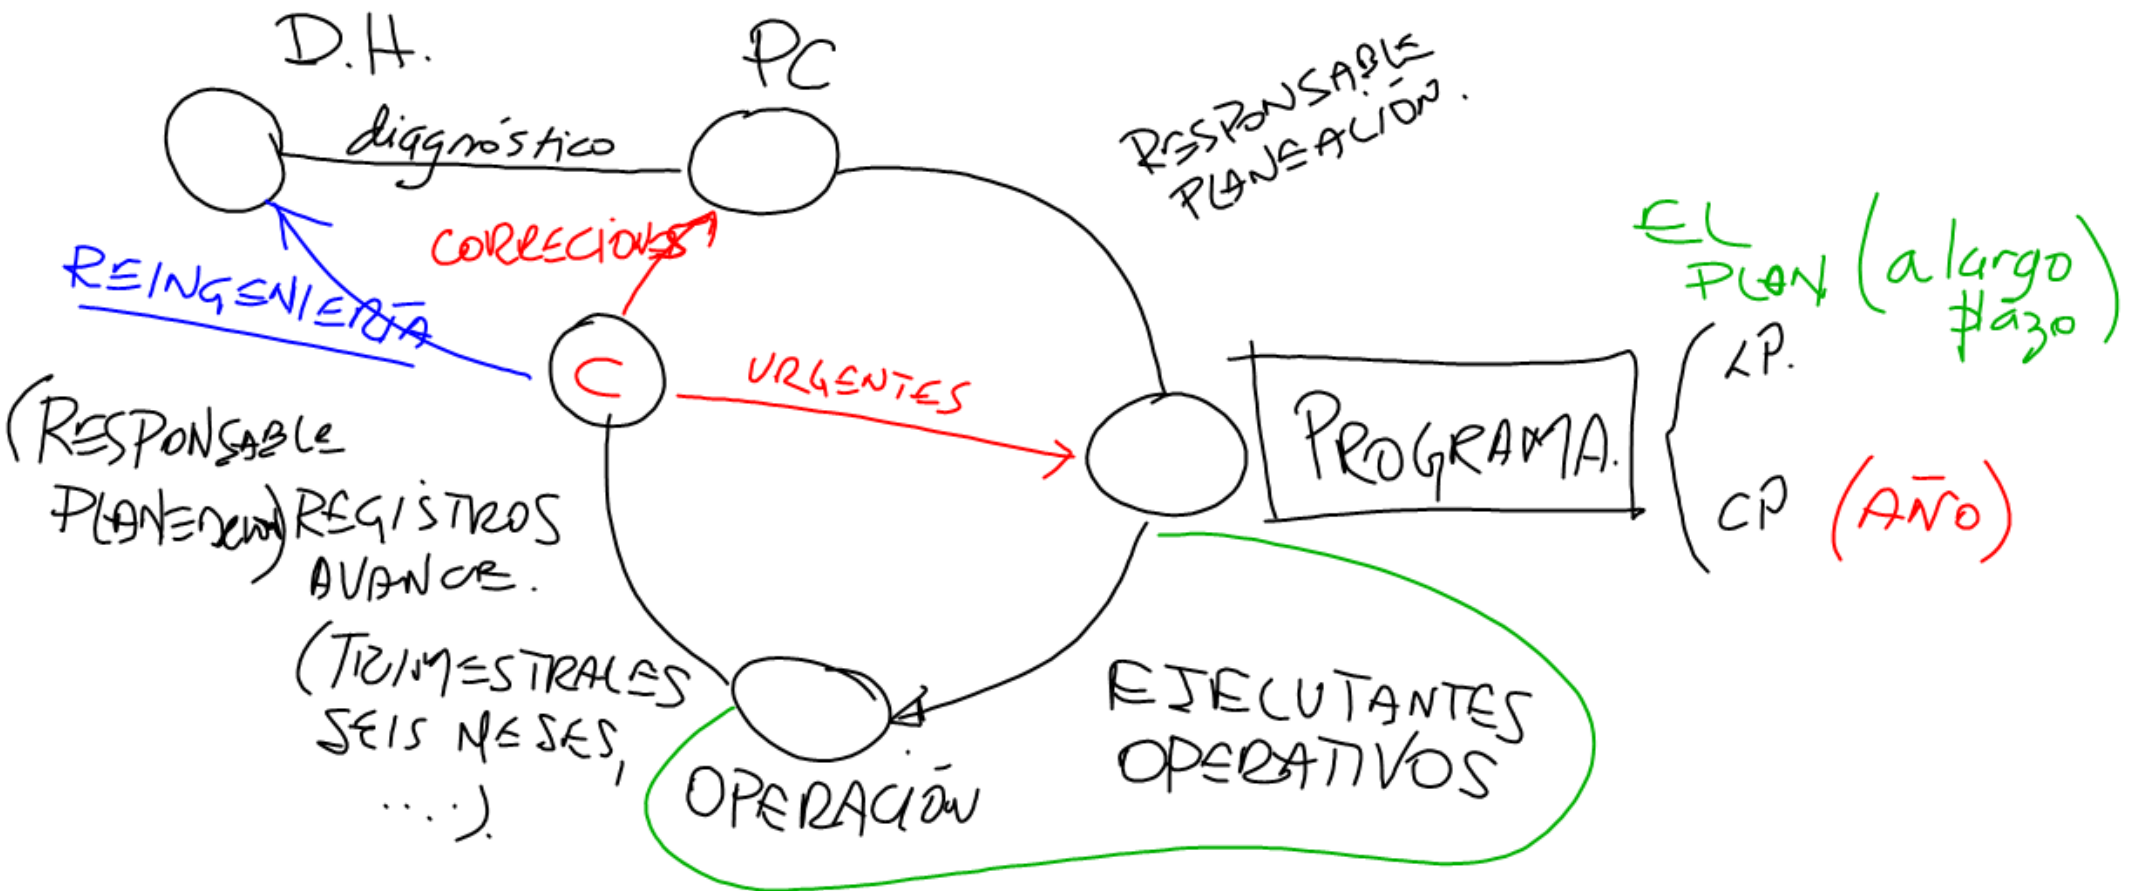 D.H.
PC
diagnóstico
RESPONSABLE
PLANEACIÓN.
CORRECIONES
REINGENIERÍA
EL
PLAN (a largo
plazo)
C
URGENTES
PROGRAMA.
LP.
CP (AÑO)
(RESPONSABLE
PLANEACIÓN)
REGISTROS
AVANCE.
(TRIMESTRALES
SEIS MESES,
....).
OPERACIÓN
EJECUTANTES
OPERATIVOS